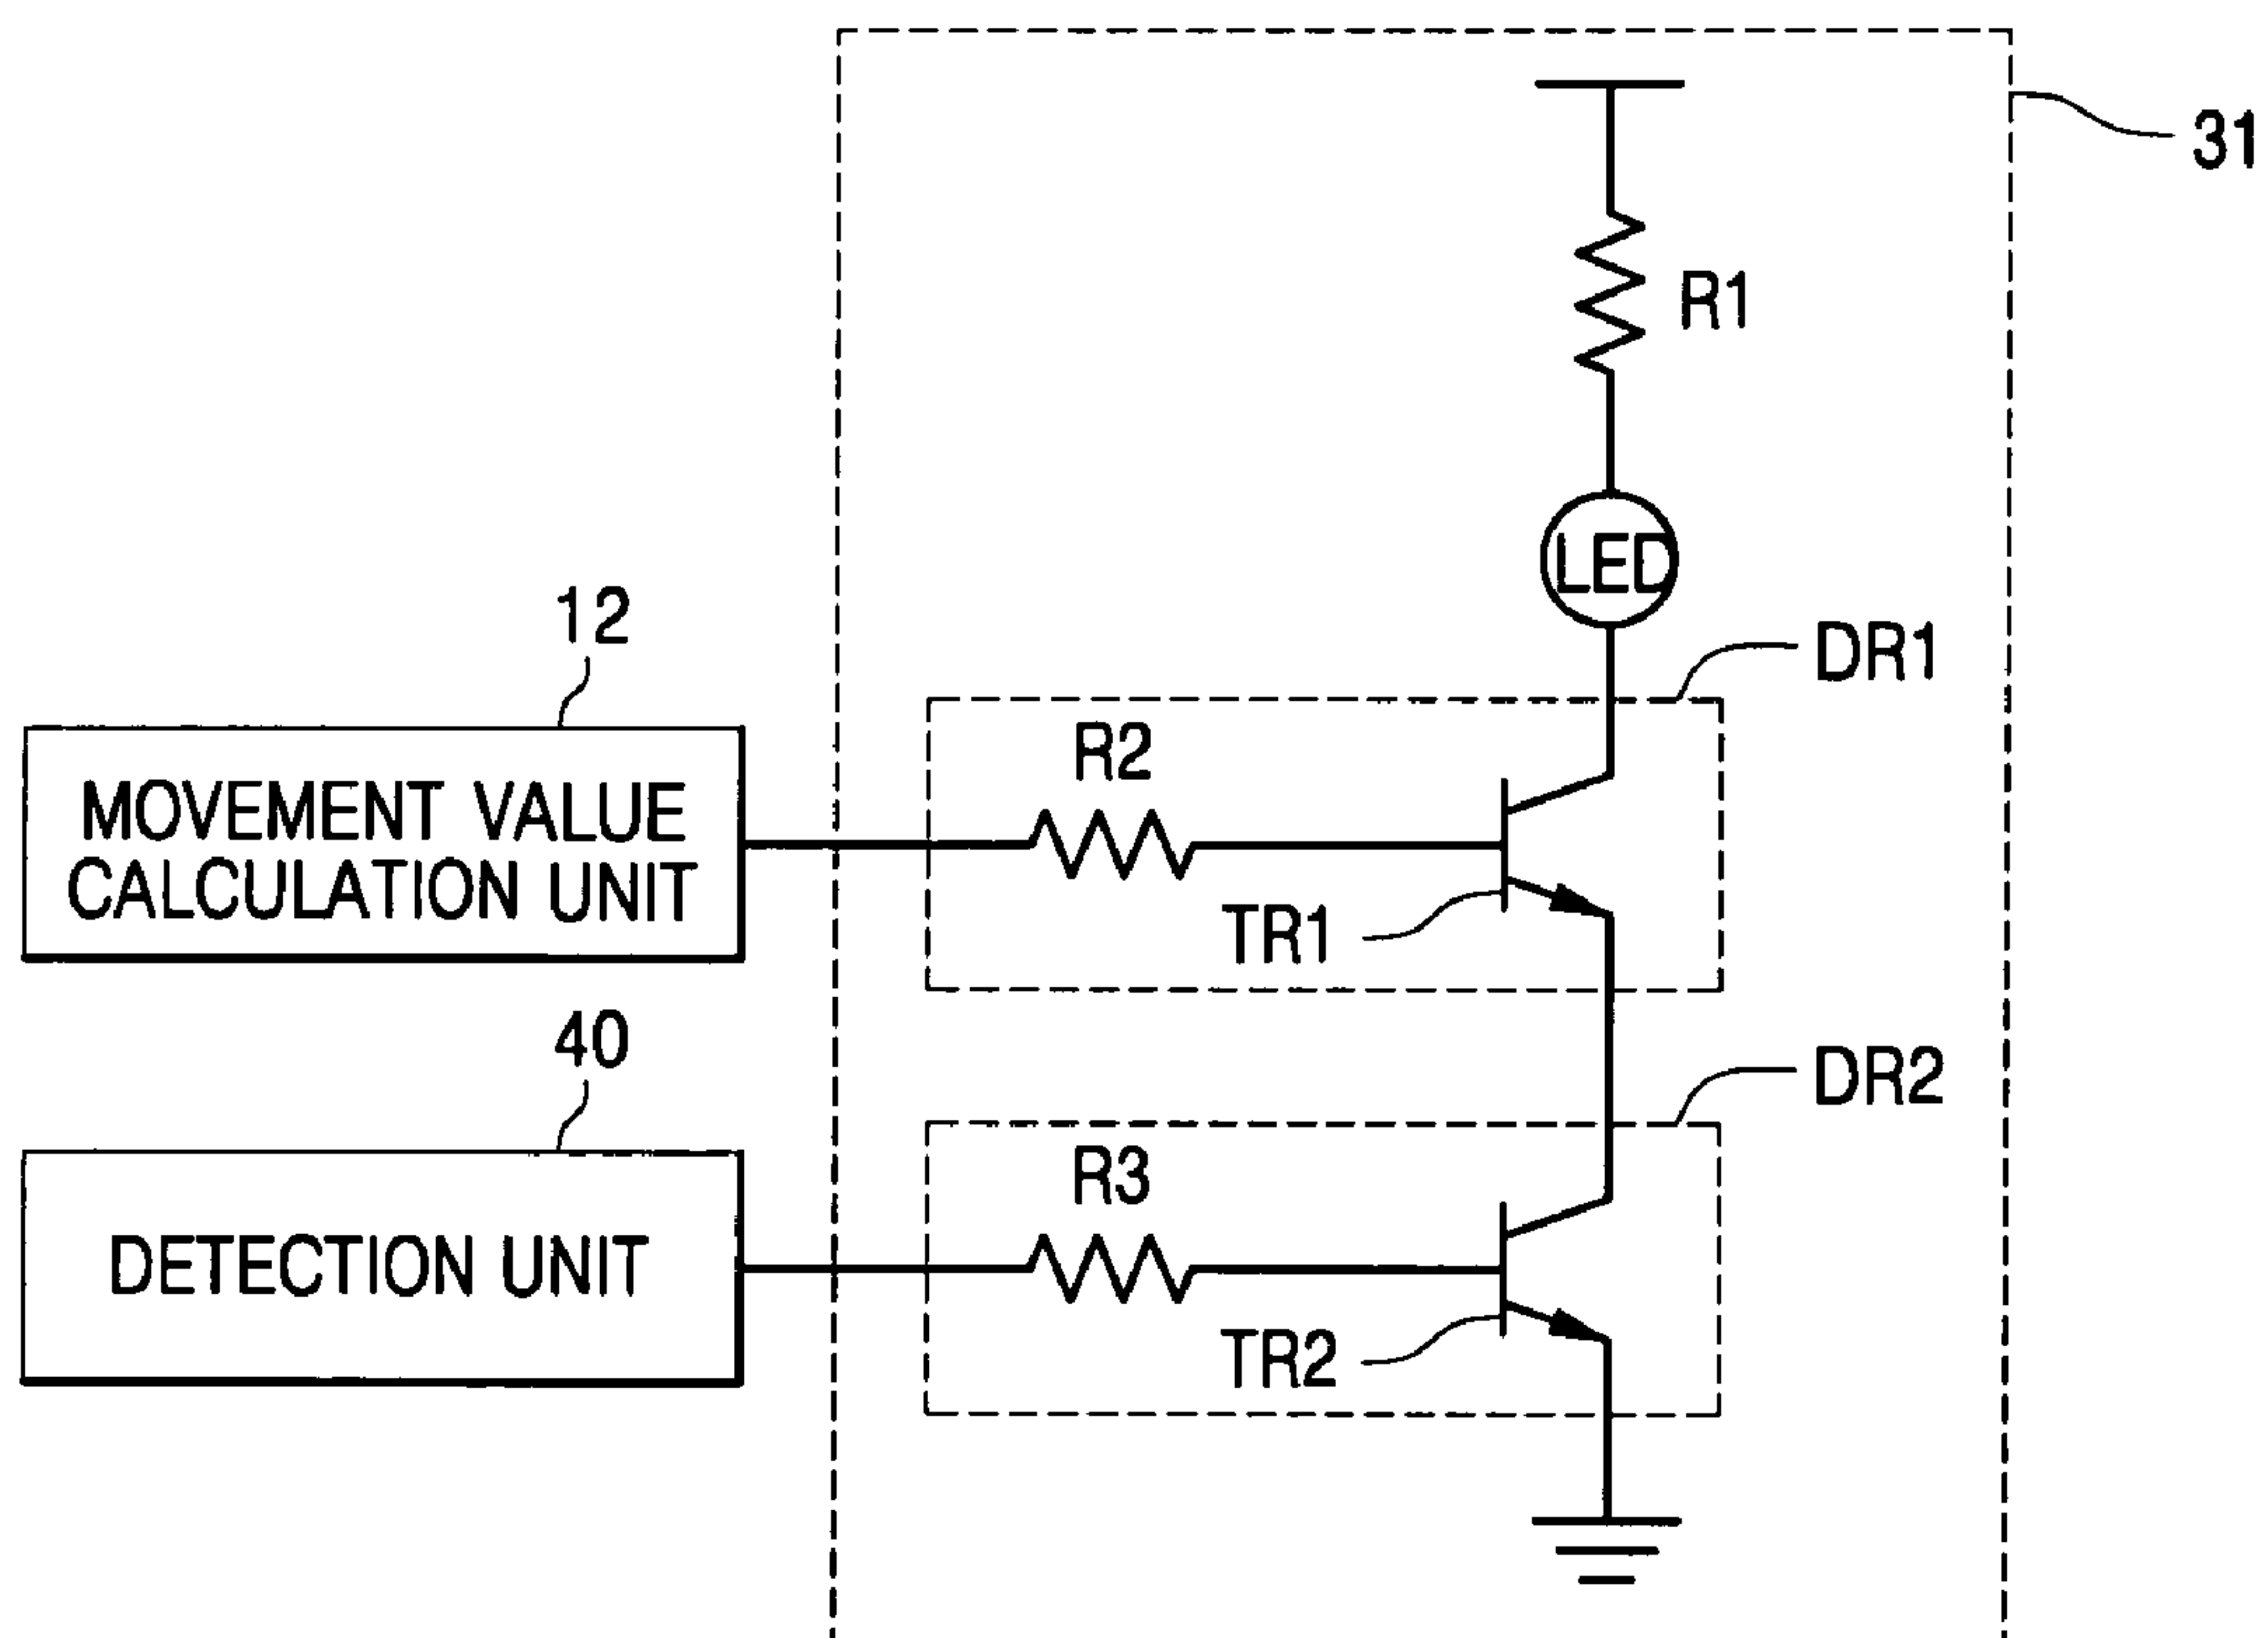 31
R1
LED
12
DR1
MOVEMENT VALUE
CALCULATION UNIT
R2
TR1
40
DR2
DETECTION UNIT
R3
TR2